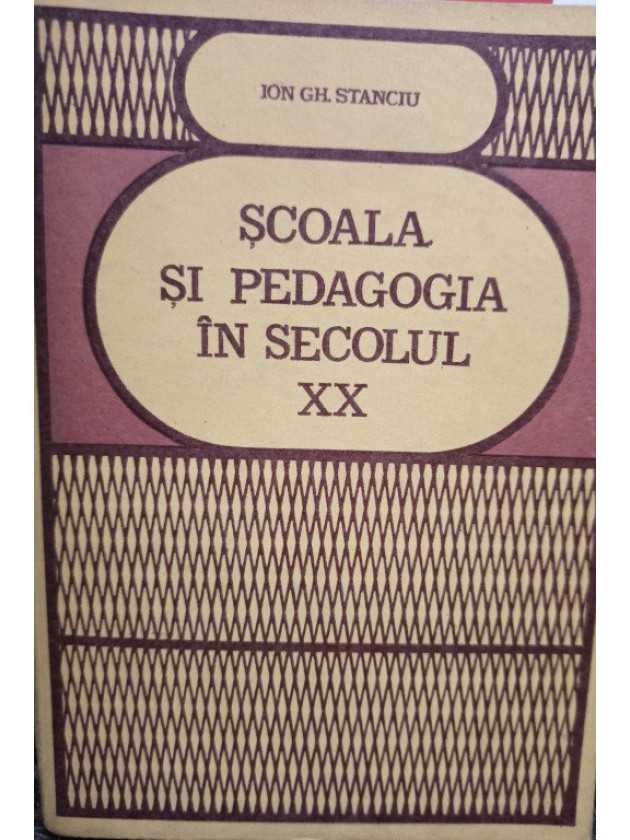 ION GH. STANCIU
ȘCOALA
ȘI PEDAGOGIA
ÎN SECOLUL
XX